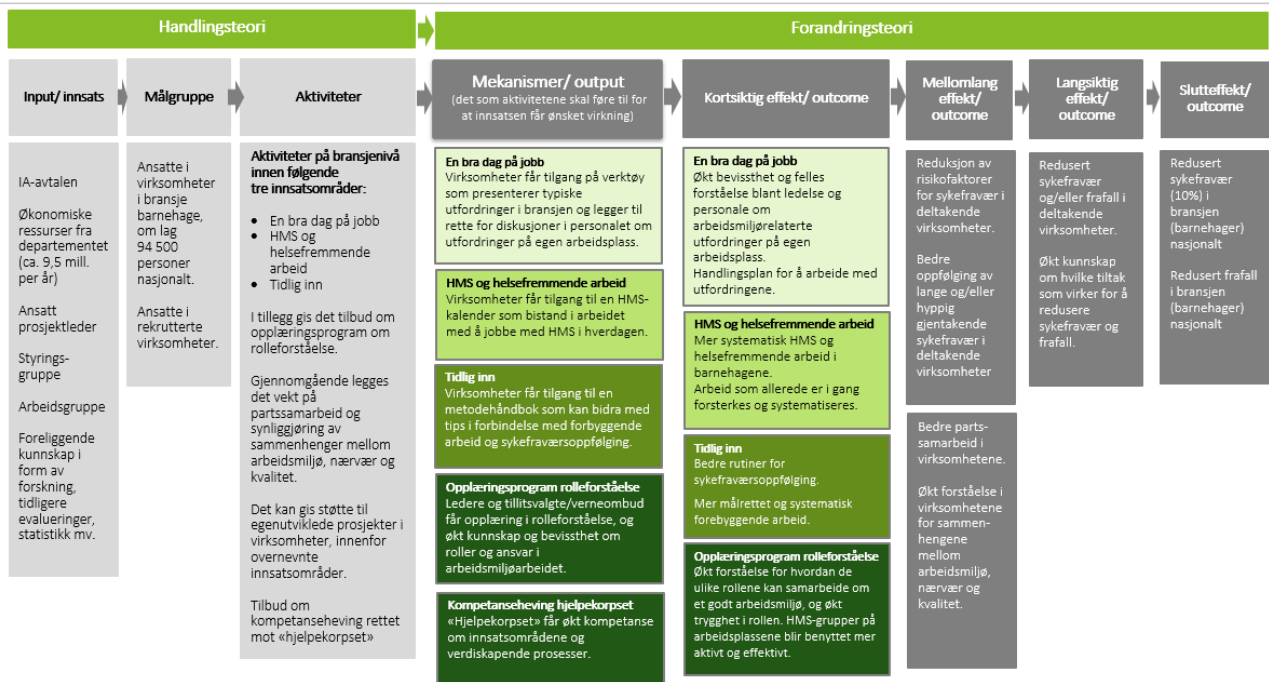 Handlingsteori
Forandringsteori
Input/ innsats
Målgruppe
Aktiviteter
Mekanismer/ output
(det som aktivitetene skal føre til for
at innsatsen får ønsket virkning)
Kortsiktig effekt/ outcome
Mellomlang
effekt/
outcome
Langsiktig
effekt/
outcome
Slutteffekt/
outcome
IA-avtalen
Økonomiske
ressurser fra
departementet
(ca. 9,5 mill.
per år)
Ansatt
prosjektleder
Styrings-
gruppe
Arbeidsgruppe
Foreliggende
kunnskap i
form av
forskning,
tidligere
evalueringer,
statistikk mv.
Ansatte i
virksomheter
i bransje
barnehage,
om lag
94 500
personer
nasjonalt.
Ansatte i
rekrutterte
virksomheter.
Aktiviteter på bransjenivå
innen følgende
tre innsatsområder:
• En bra dag på jobb
• HMS og
helsefremmende
arbeid
• Tidlig inn
I tillegg gis det tilbud om
opplæringsprogram om
rolleforståelse.
Gjennomgående legges
det vekt på
partssamarbeid og
synliggjøring av
sammenhenger mellom
arbeidsmiljø, nærvær og
kvalitet.
Det kan gis støtte til
egenutviklede prosjekter i
virksomheter, innenfor
overnevnte
innsatsområder.
Tilbud om
kompetanseheving rettet
mot «hjelpekorpset»
En bra dag på jobb
Virksomheter får tilgang på verktøy
som presenterer typiske
utfordringer i bransjen og legger til
rette for diskusjoner i personalet om
utfordringer på egen arbeidsplass.
HMS og helsefremmende arbeid
Virksomheter får tilgang til en HMS-
kalender som bistand i arbeidet
med å jobbe med HMS i hverdagen.
Tidlig inn
Virksomheter får tilgang til en
metodehåndbok som kan bidra med
tips i forbindelse med forbyggende
arbeid og sykefraværsoppfølging.
Opplæringsprogram rolleforståelse
Ledere og tillitsvalgte/verneombud
får opplæring i rolleforståelse, og
økt kunnskap og bevissthet om
roller og ansvar i
arbeidsmiljøarbeidet.
Kompetanseheving hjelpekorpset
«Hjelpekorpset» får økt kompetanse
om innsatsområdene og
verdiskapende prosesser.
En bra dag på jobb
Økt bevissthet og felles
forståelse blant ledelse og
personale om
arbeidsmiljørelaterte
utfordringer på egen
arbeidsplass.
Handlingsplan for å arbeide med
utfordringene.
HMS og helsefremmende arbeid
Mer systematisk HMS og
helsefremmende arbeid i
barnehagene.
Arbeid som allerede er i gang
forsterkes og systematiseres.
Tidlig inn
Bedre rutiner for
sykefraværsoppfølging.
Mer målrettet og systematisk
forebyggende arbeid.
Opplæringsprogram rolleforståelse
Økt forståelse for hvordan de
ulike rollene kan samarbeide om
et godt arbeidsmiljø, og økt
trygghet i rollen. HMS-grupper på
arbeidsplassene blir benyttet mer
aktivt og effektivt.
Reduksjon av
risikofaktorer
for sykefravær i
deltakende
virksomheter.
Bedre
oppfølging av
lange og/eller
hyppig
gjentakende
sykefravær i
deltakende
virksomheter
Bedre parts-
samarbeid i
virksomhetene.
Økt forståelse i
virksomhetene
for sammen-
hengene
mellom
arbeidsmiljø,
nærvær og
kvalitet.
Redusert
sykefravær
og/eller frafall i
deltakende
virksomheter.
Økt kunnskap
om hvilke tiltak
som virker for å
redusere
sykefravær og
frafall.
Redusert
sykefravær
(10%) i
bransjen
(barnehager)
nasjonalt
Redusert frafall
i bransjen
(barnehager)
nasjonalt